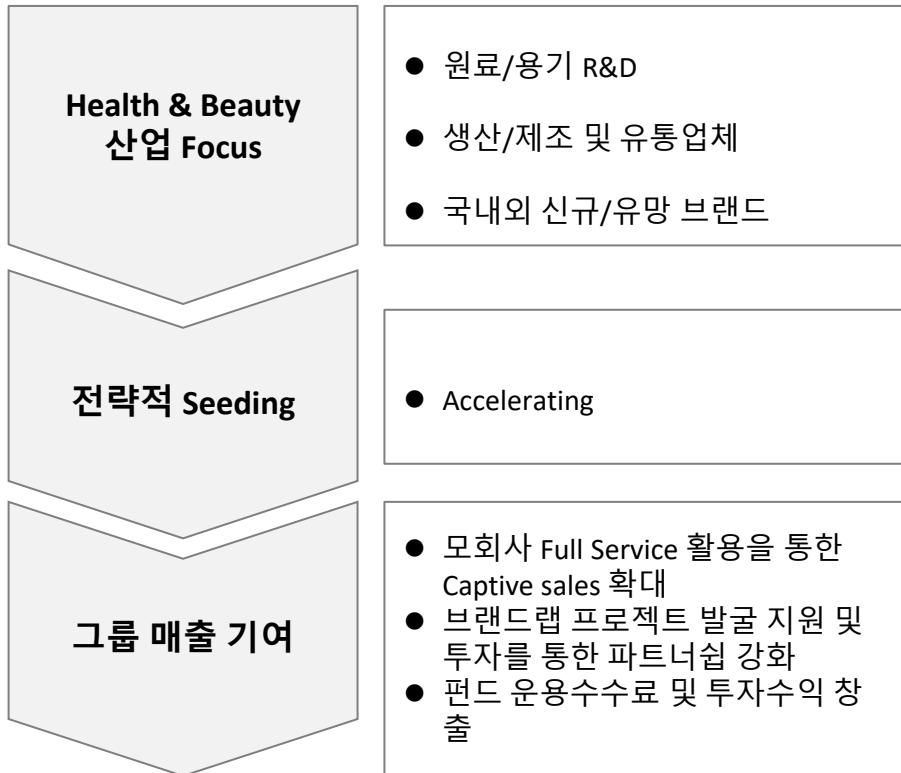 Health & Beauty
산업 Focus
● 원료/용기 R&D
● 생산/제조 및 유통업체
● 국내외 신규/유망 브랜드
전략적 Seeding
● Accelerating
그룹 매출 기여
● 모회사 Full Service 활용을 통한
Captive sales 확대
● 브랜드랩 프로젝트 발굴 지원 및
투자를 통한 파트너쉽 강화
● 펀드 운용수수료 및 투자수익 창
출